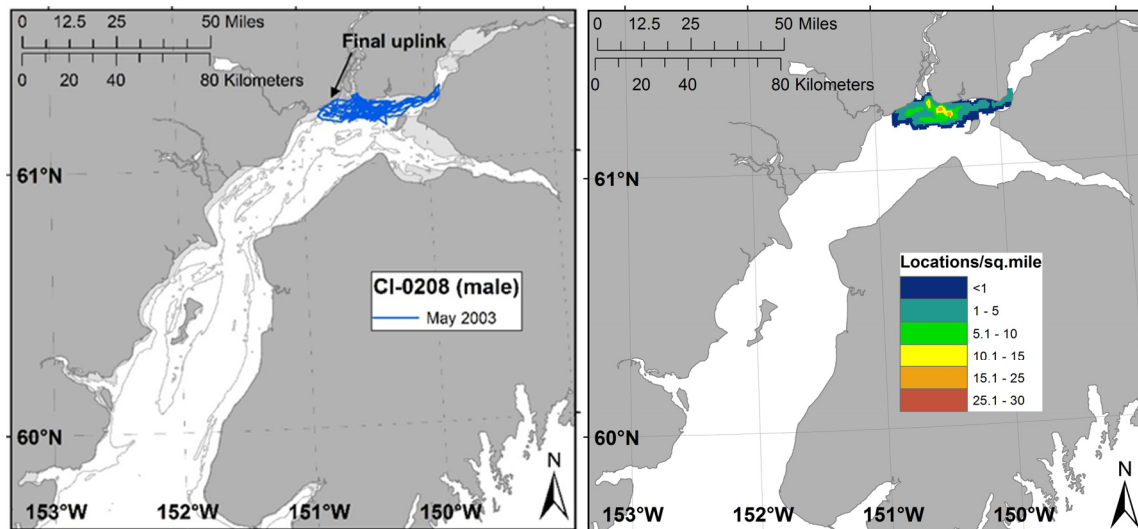 0 12.5 25 50 Miles
0 20 40 80 Kilometers
Final uplink
61°N
CI-0208 (male)
May 2003
60°N
N
153°W 152°W 151°W 150°W
0 12.5 25 50 Miles
0 20 40 80 Kilometers
61°N
Locations/sq.mile
<1
1 - 5
5.1 - 10
10.1 - 15
15.1 - 25
25.1 - 30
60°N
N
153°W 152°W 151°W 150°W